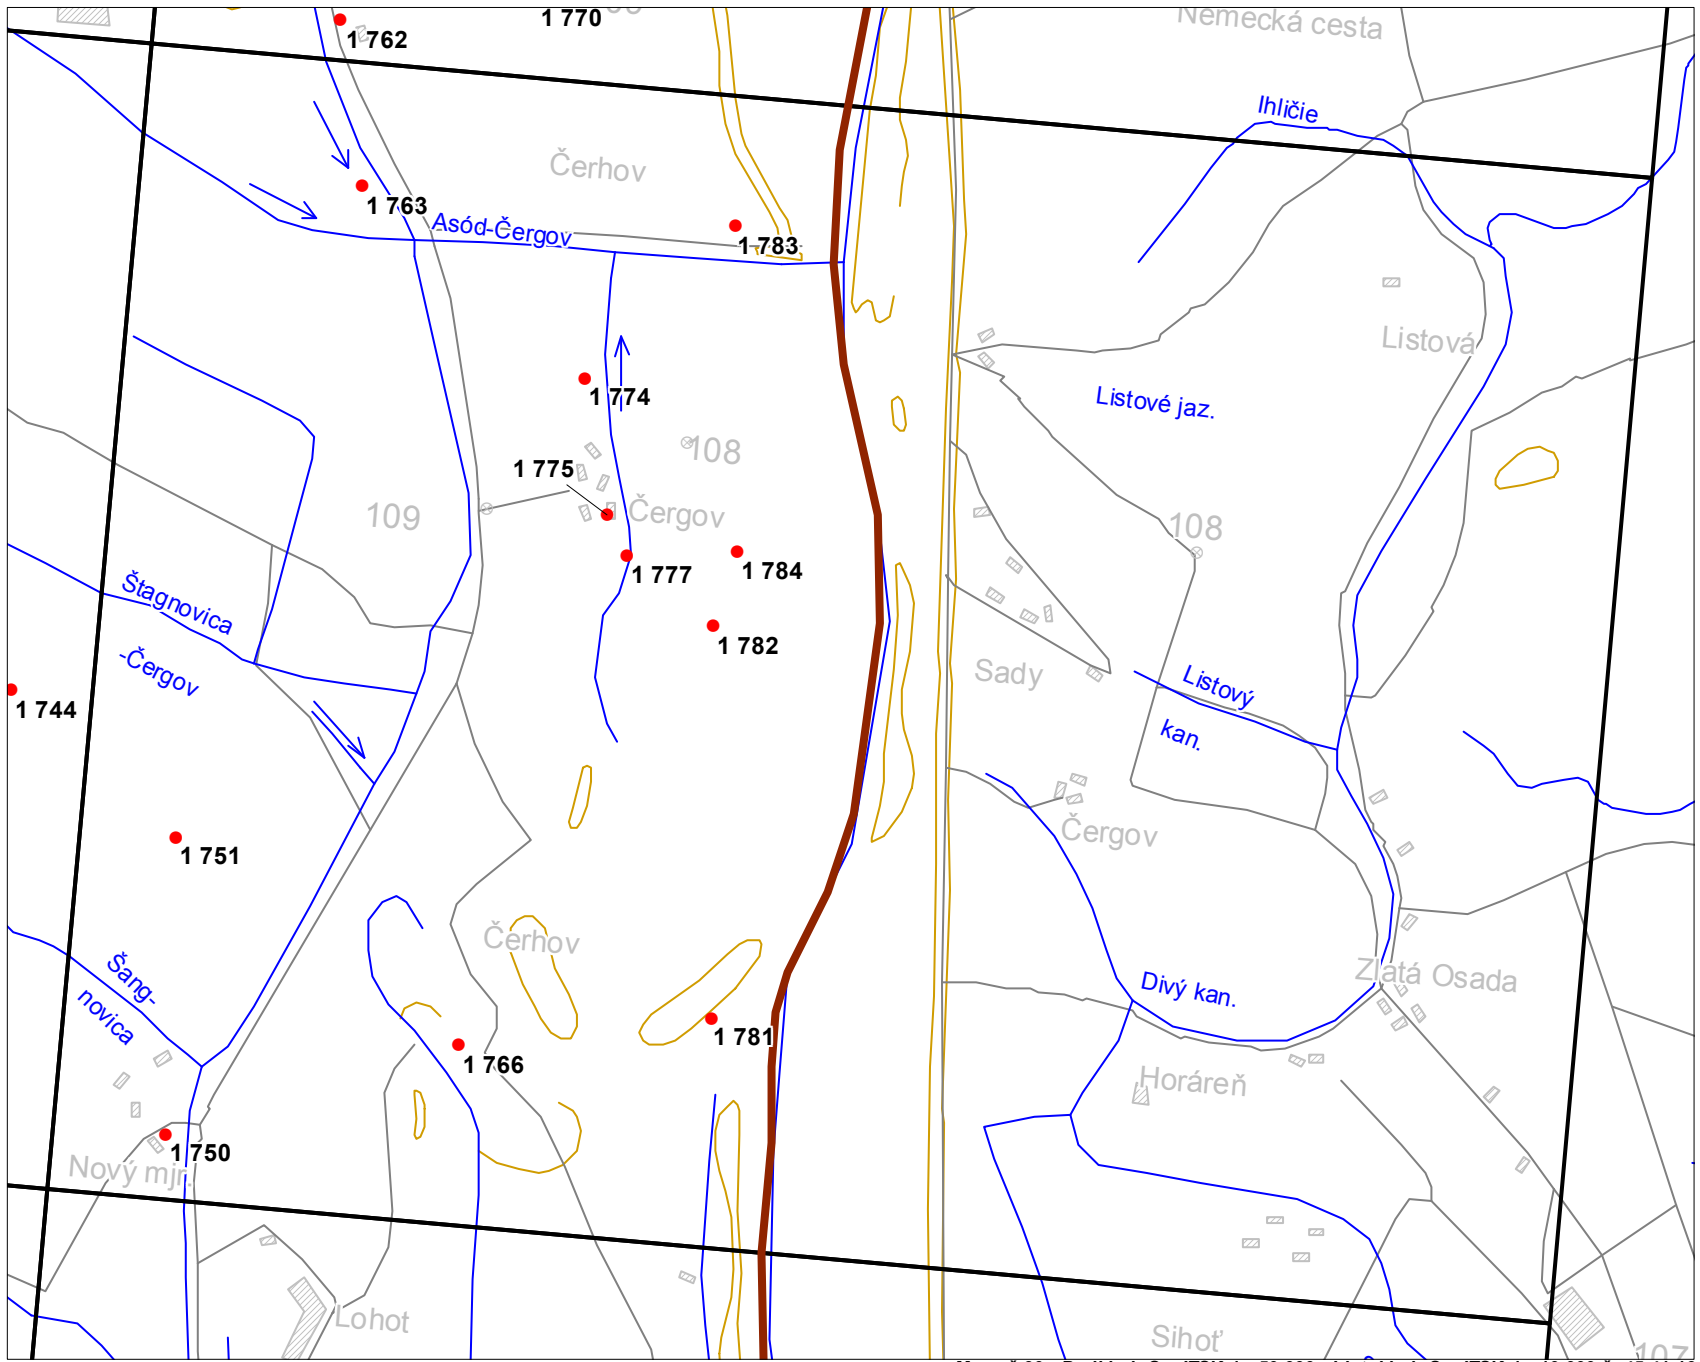 1 770
Nemecká cesta
1 762
Ihličie
Čerhov
1 763
Asód-Čergov
1 783
Listová
1 774
Listové jaz.
108
1 775
109
Čergov
108
1 784
1 777
Štagnovica
-Čergov
1 782
Sady
Listový
kan.
1 744
1 751
Čergov
Čerhov
Šang-
novica
Zlatá Osada
Divý kan.
1 781
1 766
Horáreň
1 750
Nový mjr.
Lohot
Sihoť
107